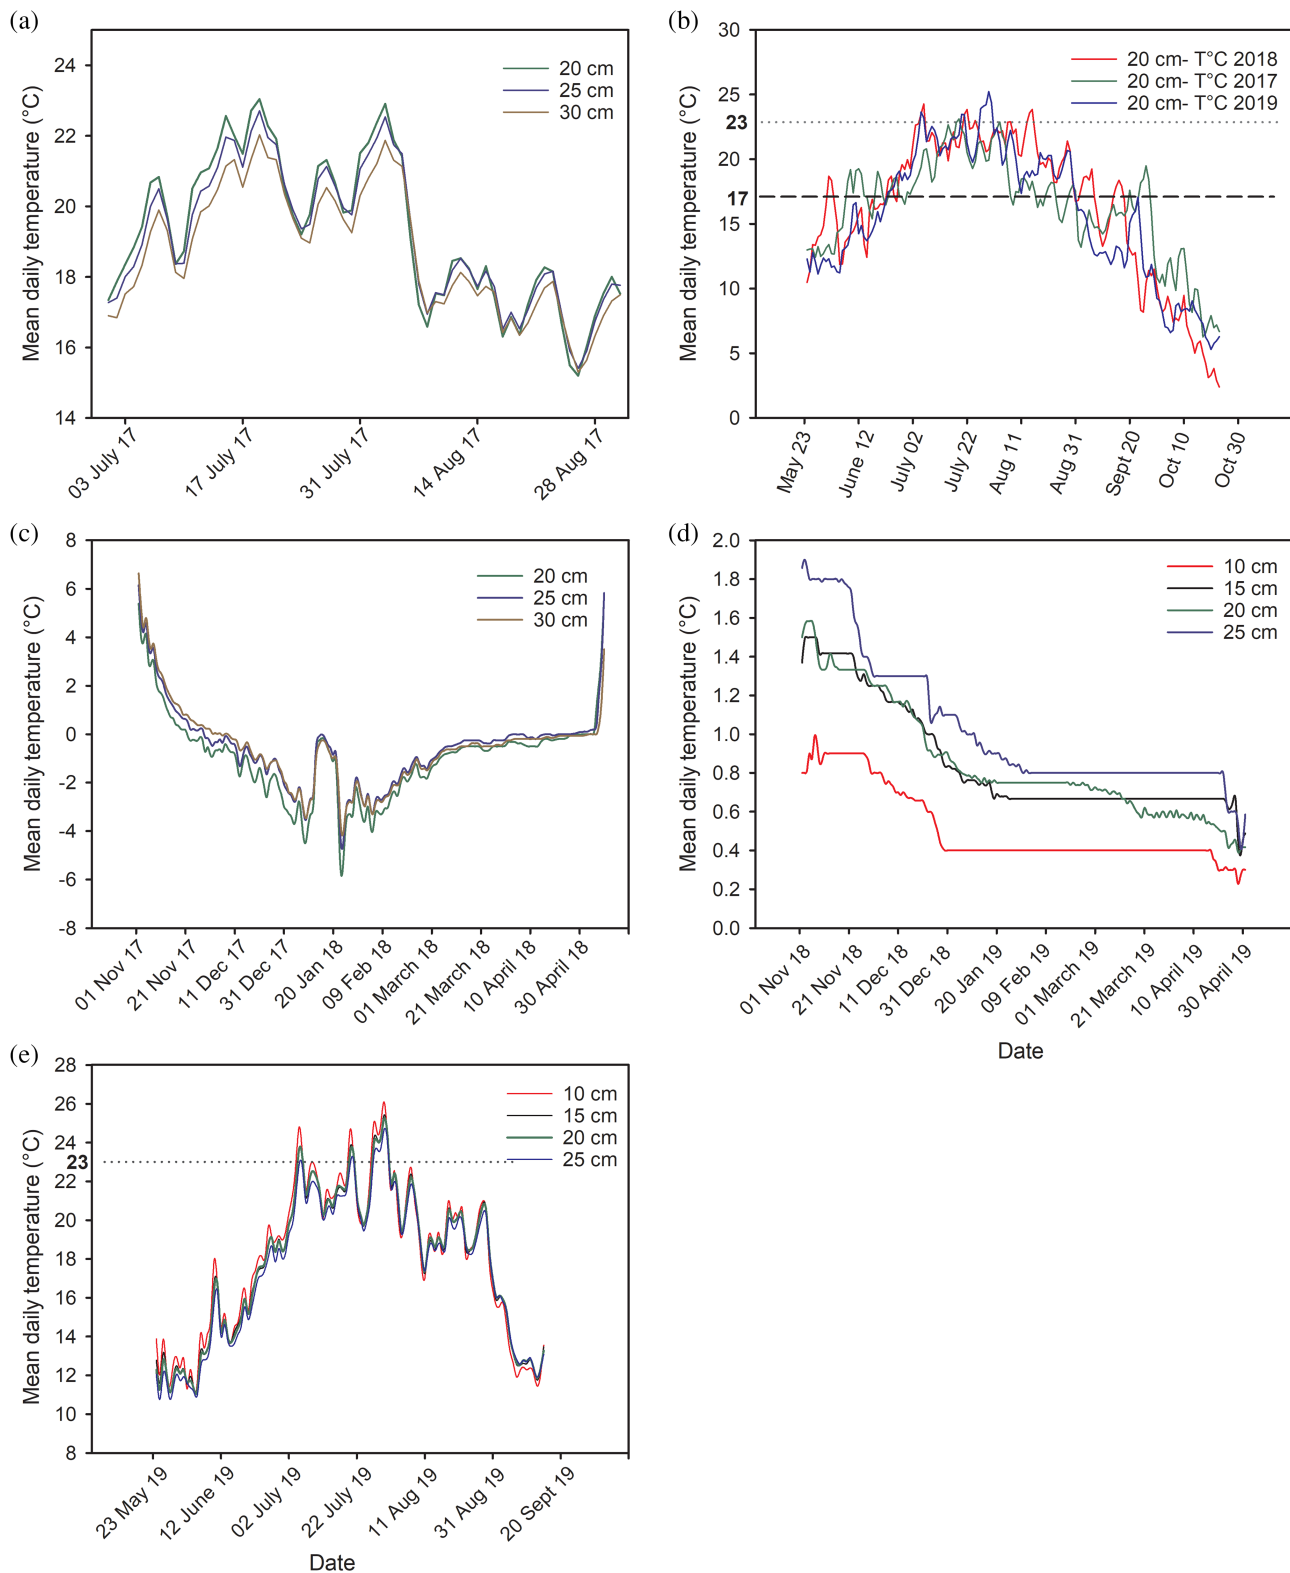 (a)
24
22
20
18
16
14
Mean daily temperature (°C)
20 cm
25 cm
30 cm
03 July 17
17 July 17
31 July 17
14 Aug 17
28 Aug 17
(b)
30
25
23
20
17
15
10
5
0
Mean daily temperature (°C)
20 cm- T°C 2018
20 cm- T°C 2017
20 cm- T°C 2019
May 23
June 12
July 02
July 22
Aug 11
Aug 31
Sept 20
Oct 10
Oct 30
(c)
8
6
4
2
0
-2
-4
-6
-8
Mean daily temperature (°C)
20 cm
25 cm
30 cm
01 Nov 17
21 Nov 17
11 Dec 17
31 Dec 17
20 Jan 18
09 Feb 18
01 March 18
21 March 18
10 April 18
30 April 18
(d)
2.0
1.8
1.6
1.4
1.2
1.0
0.8
0.6
0.4
0.2
0.0
Mean daily temperature (°C)
10 cm
15 cm
20 cm
25 cm
01 Nov 18
21 Nov 18
11 Dec 18
31 Dec 18
20 Jan 19
09 Feb 19
01 March 19
21 March 19
10 April 19
30 April 19
Date
(e)
28
26
24
23
22
20
18
16
14
12
10
8
Mean daily temperature (°C)
10 cm
15 cm
20 cm
25 cm
23 May 19
12 June 19
02 July 19
22 July 19
11 Aug 19
31 Aug 19
20 Sept 19
Date